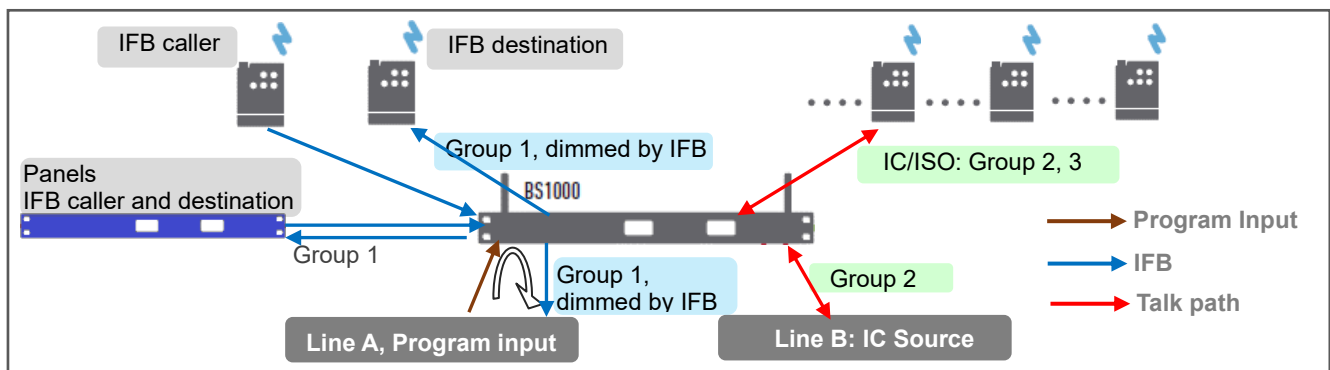 IFB caller
IFB destination
Group 1, dimmed by IFB
IC/ISO: Group 2, 3
Panels
IFB caller and destination
BS1000
Group 1
Group 1,
dimmed by IFB
Group 2
Line A, Program input
Line B: IC Source
Program Input
IFB
Talk path